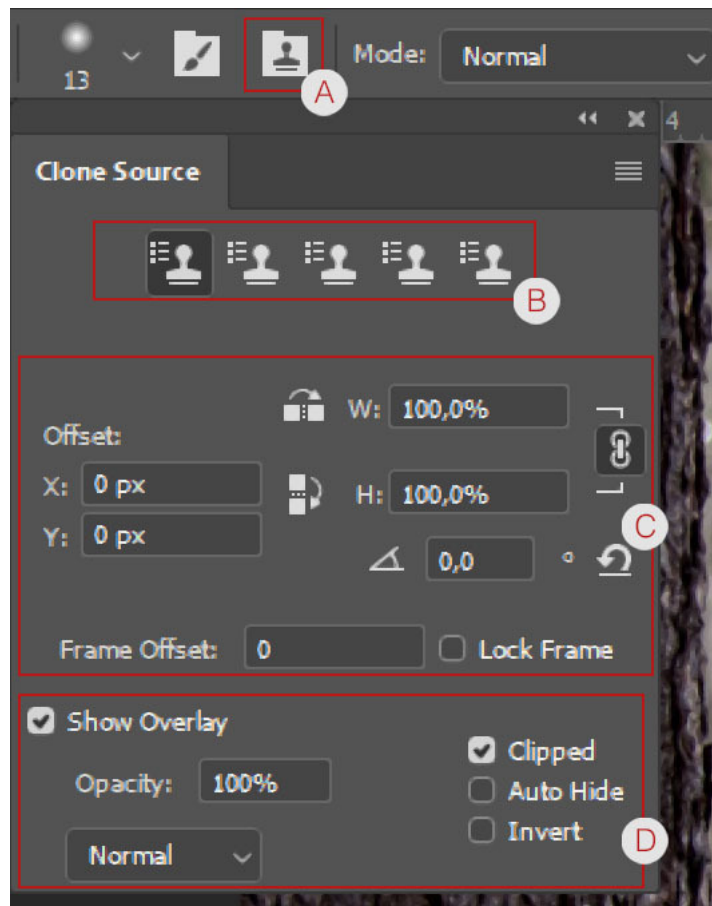 13
Mode: Normal
A
4
Clone Source
B
W: 100,0%
Offset:
X: 0 px
H: 100,0%
Y: 0 px
C
0,0 °
Frame Offset: 0 Lock Frame
Show Overlay
Clipped
Opacity: 100%
Auto Hide
Invert
D
Normal